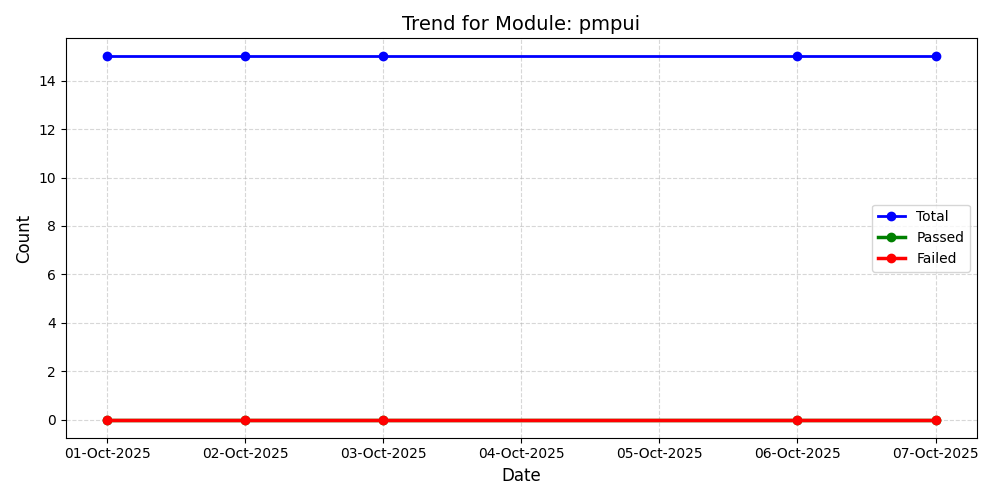 Trend for Module: pmpui
Count
14
12
10
8
6
4
2
0
Total
Passed
Failed
01-Oct-2025 02-Oct-2025 03-Oct-2025 04-Oct-2025 05-Oct-2025 06-Oct-2025 07-Oct-2025
Date